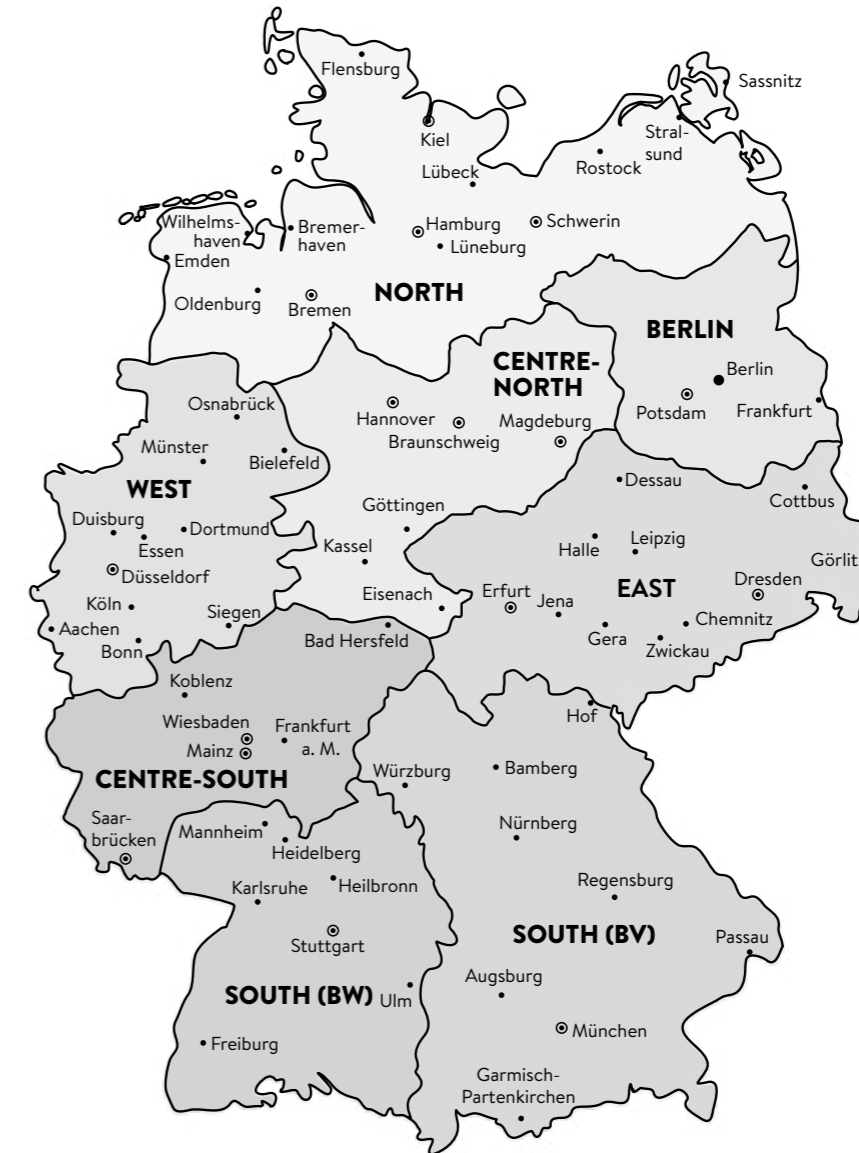 Flensburg
Sassnitz
Kiel
Stral-
sund
Lübeck
Rostock
Wilhelms-
haven
Bremer-
haven
Hamburg
Schwerin
Lüneburg
Emden
Oldenburg
Bremen
NORTH
BERLIN
Berlin
Potsdam
Frankfurt
CENTRE-
NORTH
Hannover
Braunschweig
Magdeburg
Osnabrück
Münster
Bielefeld
WEST
Duisburg
Dortmund
Essen
Düsseldorf
Köln
Siegen
Aachen
Bonn
Göttingen
Kassel
Eisenach
Dessau
Cottbus
Halle
Leipzig
Görlit
EAST
Dresden
Erfurt
Jena
Chemnitz
Gera
Zwickau
Bad Hersfeld
Koblenz
Wiesbaden
Mainz
Frankfurt
a. M.
CENTRE-SOUTH
Saar-
brücken
Hof
Würzburg
Bamberg
Nürnberg
Mannheim
Heidelberg
Karlsruhe
Heilbronn
Stuttgart
SOUTH (BW)
Ulm
Freiburg
Regensburg
SOUTH (BV)
Passau
Augsburg
München
Garmisch-
Partenkirchen